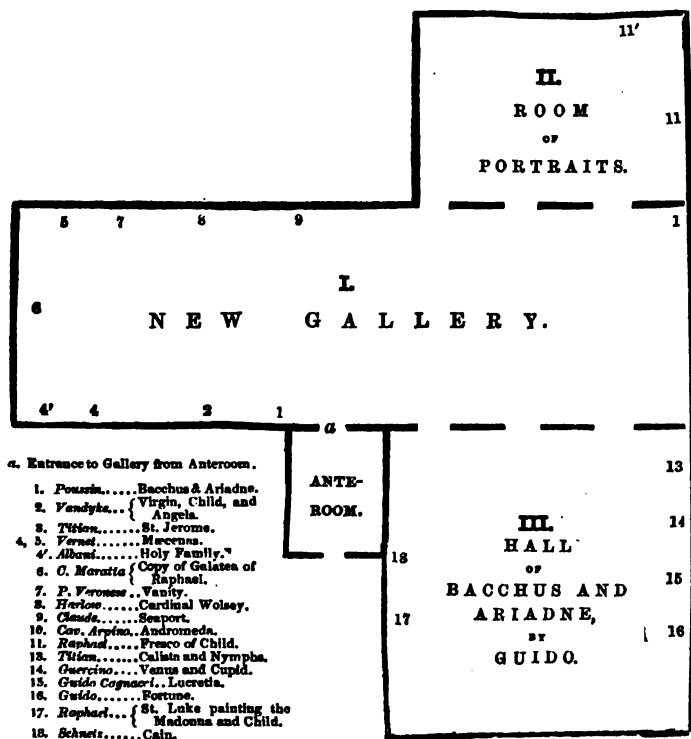 11'
II.
ROOM
OF
PORTRAITS.
11
5 7 8 9 1
I.
6
NEW GALLERY.
4' 4 2 1
a
ANTE-
ROOM.
a. Entrance to Gallery from Anteroom.
1. Poussin......Bacchus & Ariadne.
2. Vandyke...{Virgin, Child, and
Angels.
3. Titian........St. Jerome.
4, 5. Vernet.......Mæcenas.
4'. Albani.......Holy Family.
6. C. Maratta {Copy of Galatea of
Raphael.
7. P. Veronese..Vanity.
8. Harlow......Cardinal Wolsey.
9. Claude.......Seaport.
10. Cav. Arpino..Andromeda.
11. Raphael......Fresco of Child.
13. Titian.......Calista and Nymphs.
14. Guercino....Venus and Cupid.
15. Guido Cagnacri..Lucretia.
16. Guido.......Fortune.
17. Raphael...{St. Luke painting the
Madonna and Child.
18. Schnetz......Cain.
13
14
15
16
18
17
III.
HALL
OF
BACCHUS AND
ARIADNE,
BY
GUIDO.